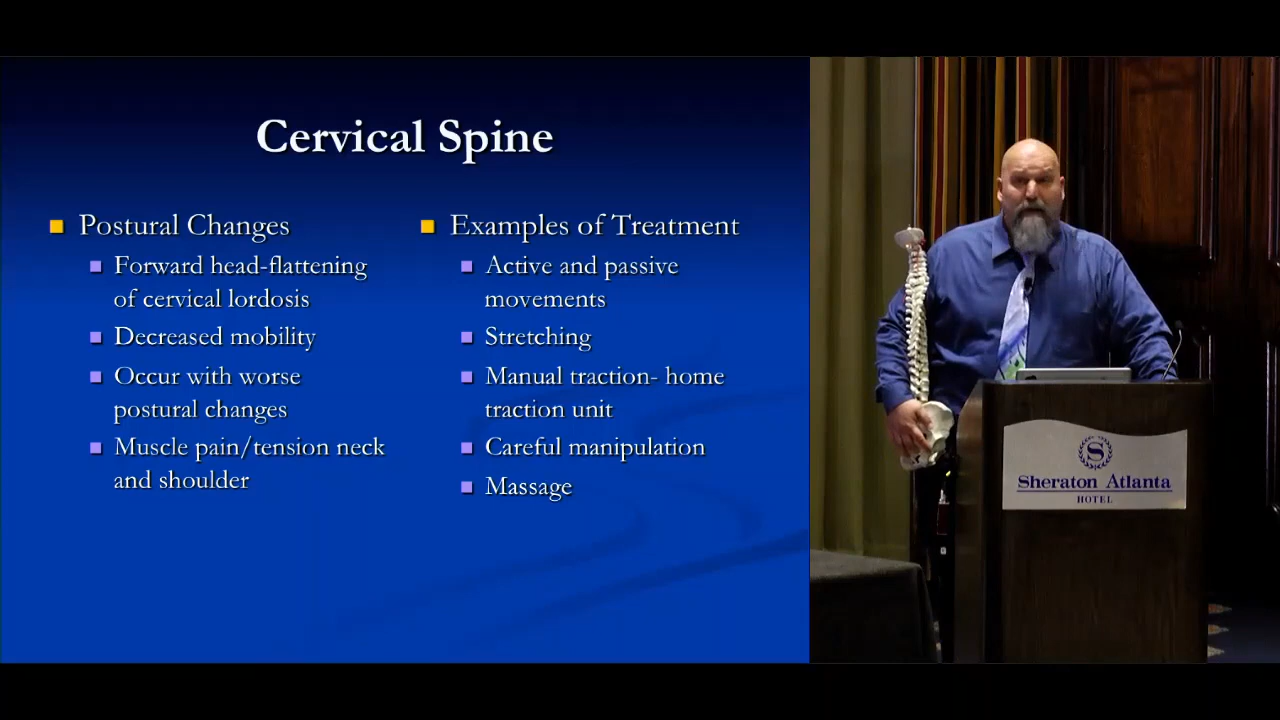 Cervical Spine
Postural Changes
Forward head-flattening
of cervical lordosis
Decreased mobility
Occur with worse
postural changes
Muscle pain/tension neck
and shoulder
Examples of Treatment
Active and passive
movements
Stretching
Manual traction- home
traction unit
Careful manipulation
Massage
S
Sheraton Atlanta
HOTEL